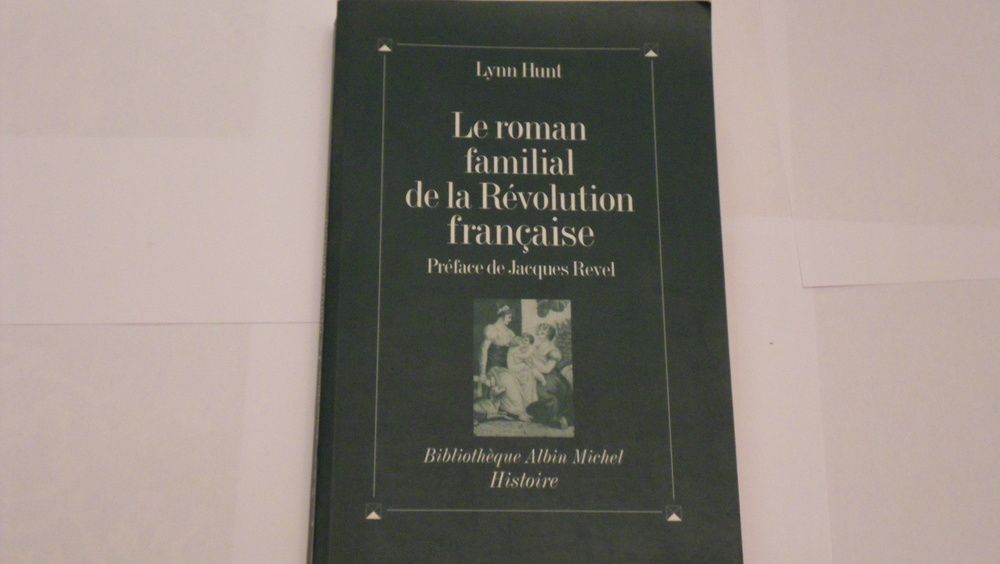 Lynn Hunt
Le roman
familial
de la Révolution
française
Préface de Jacques Revel
Bibliothèque Albin Michel
Histoire